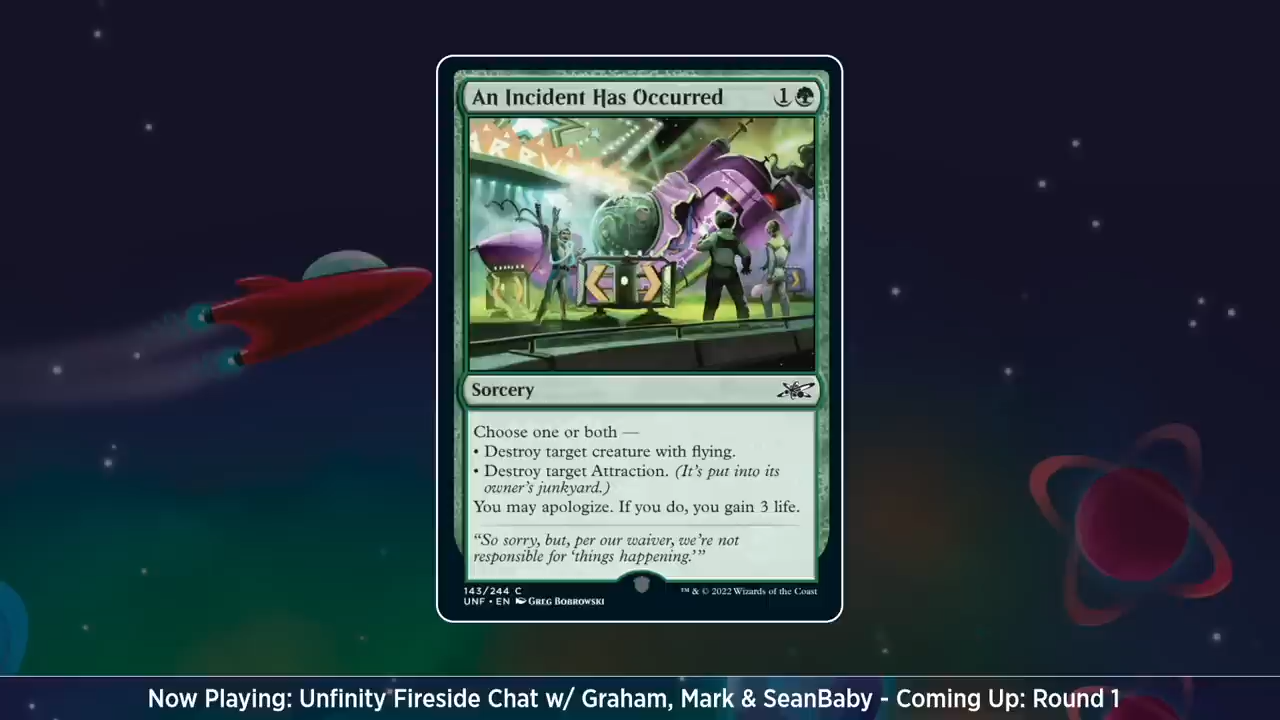 An Incident Has Occurred 1
ARRV
Sorcery
Choose one or both —
• Destroy target creature with flying.
• Destroy target Attraction. (It's put into its
owner's junkyard.)
You may apologize. If you do, you gain 3 life.
“So sorry, but, per our waiver, we're not
responsible for ‘things happening.’”
143/244 C
UNF • EN Greg Bobrowski
™ & © 2022 Wizards of the Coast
Now Playing: Unfinity Fireside Chat w/ Graham, Mark & SeanBaby - Coming Up: Round 1